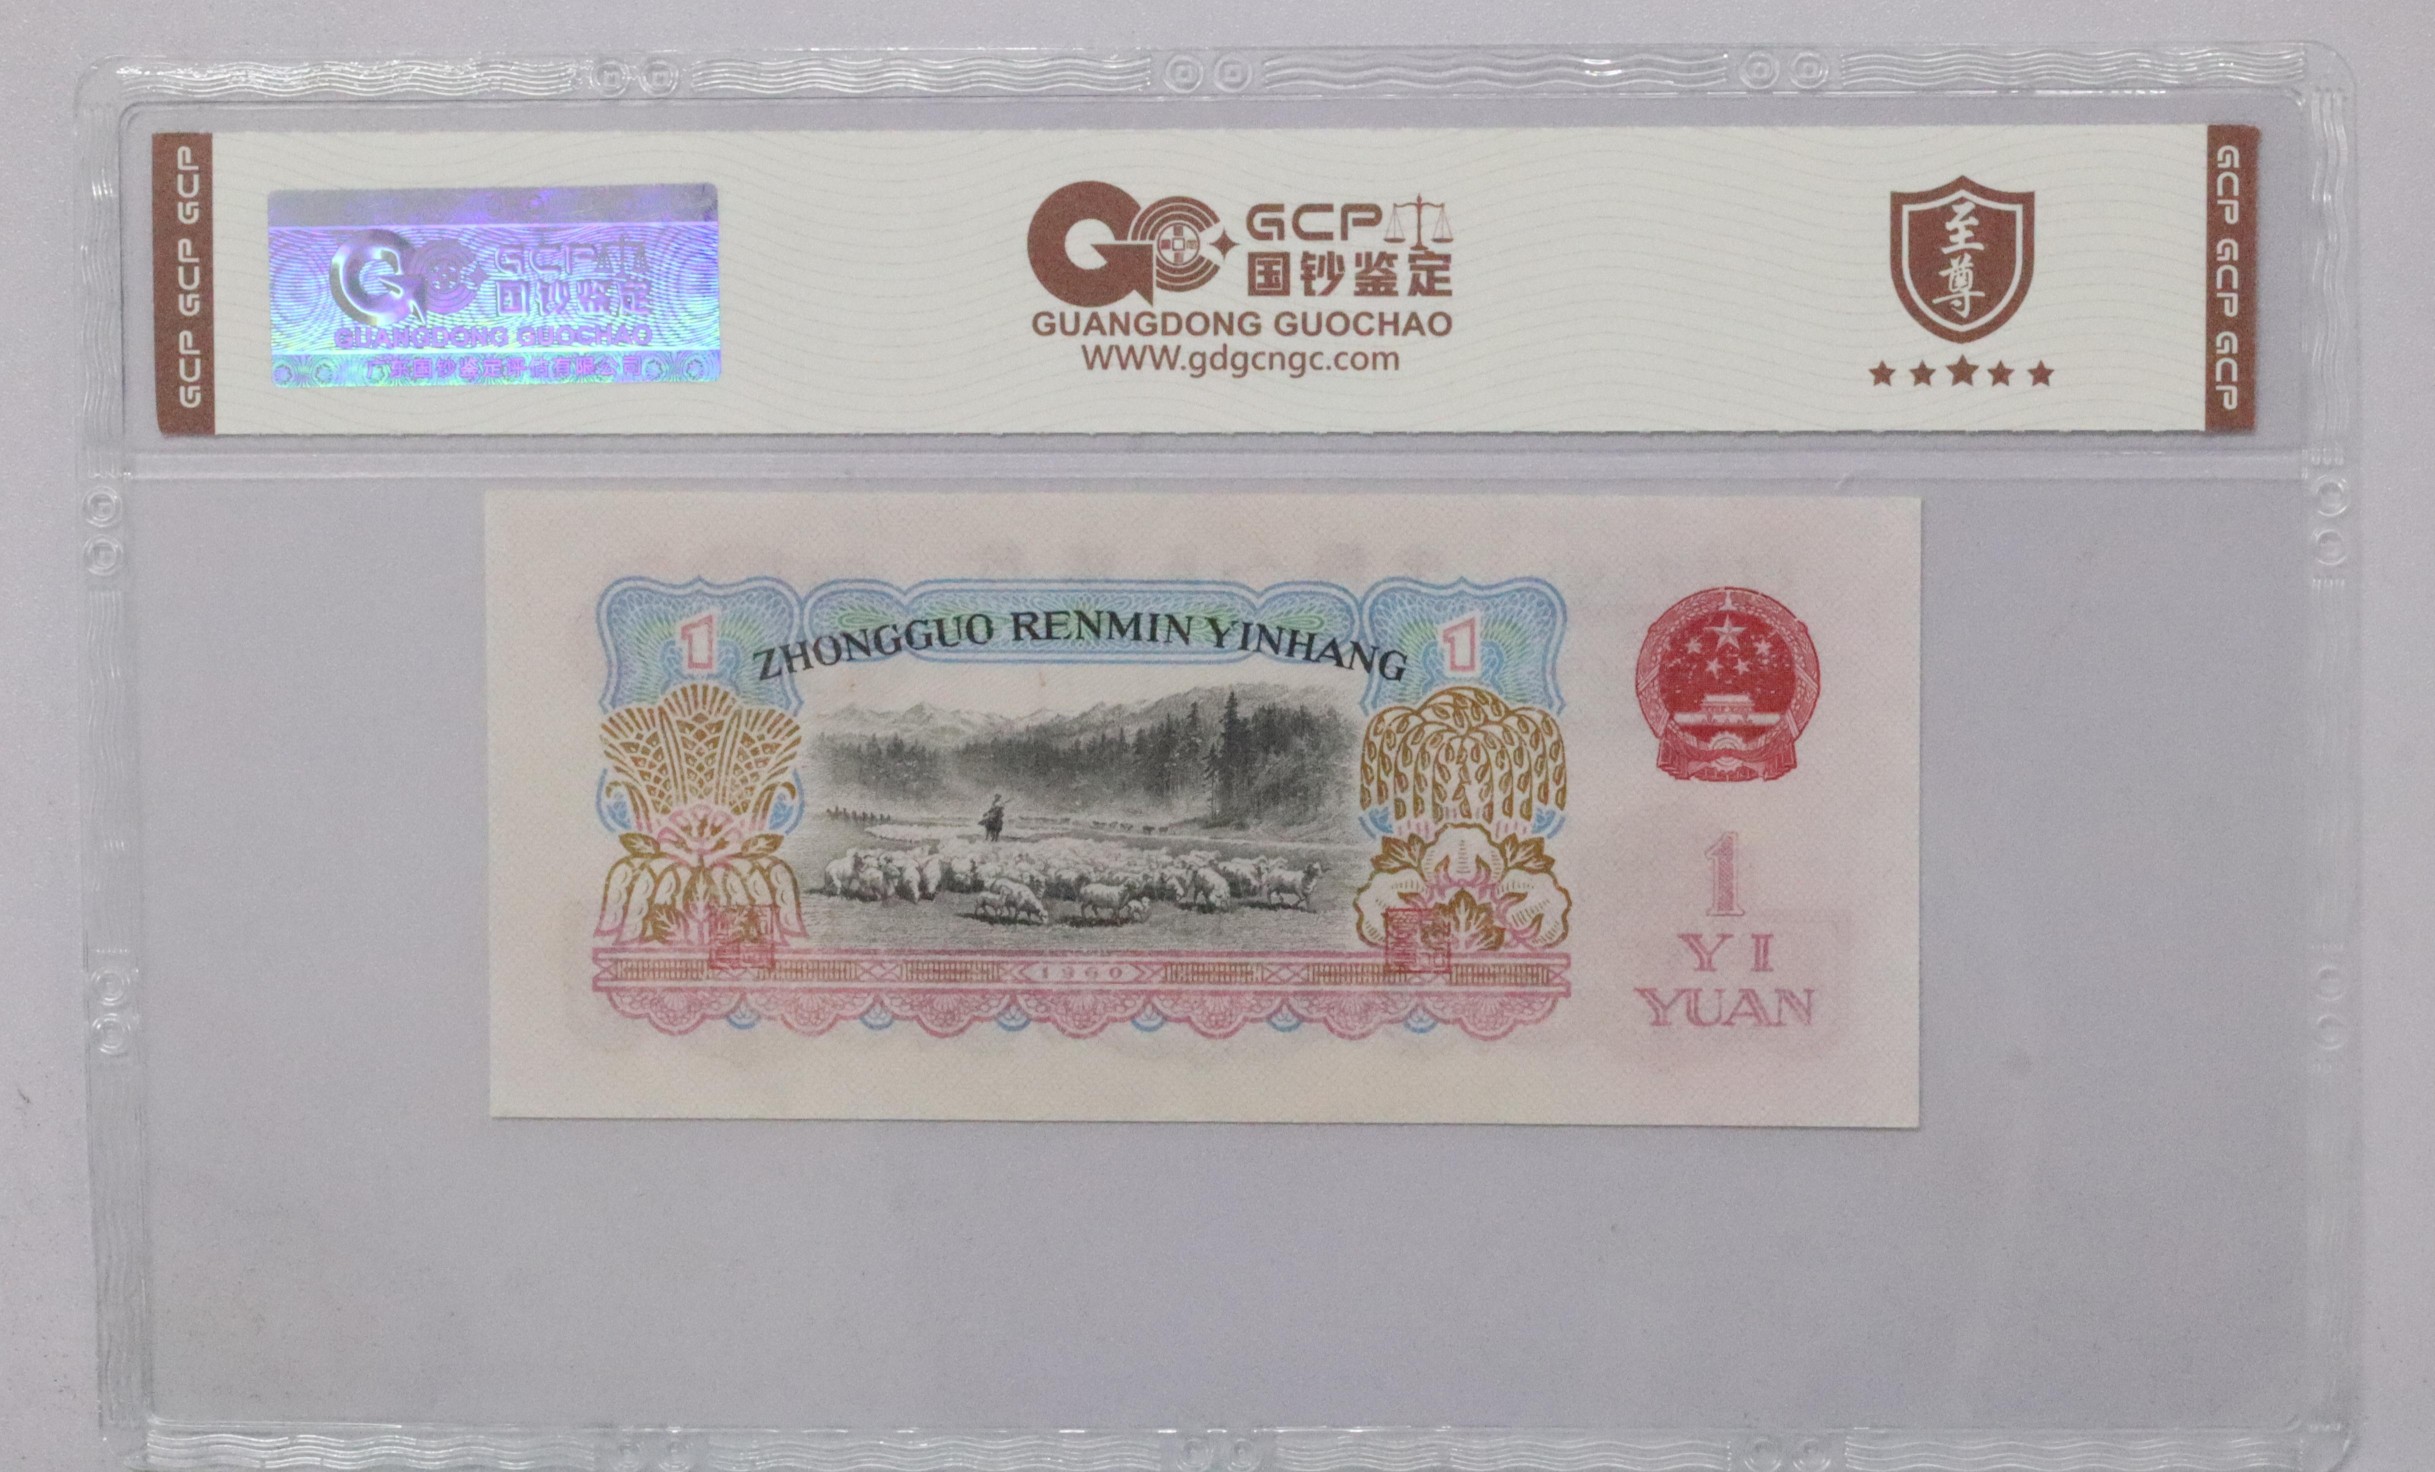 GCP GCP GCP
GCP
国钞鉴定
GUANGDONG GUOCHAO
广东国钞鉴定评估有限公司
GCP
国钞鉴定
GUANGDONG GUOCHAO
WWW.gdgcngc.com
至尊
GCP GCP GCP
1
ZHONGGUO RENMIN YINHANG
1
1960
1
YI
YUAN